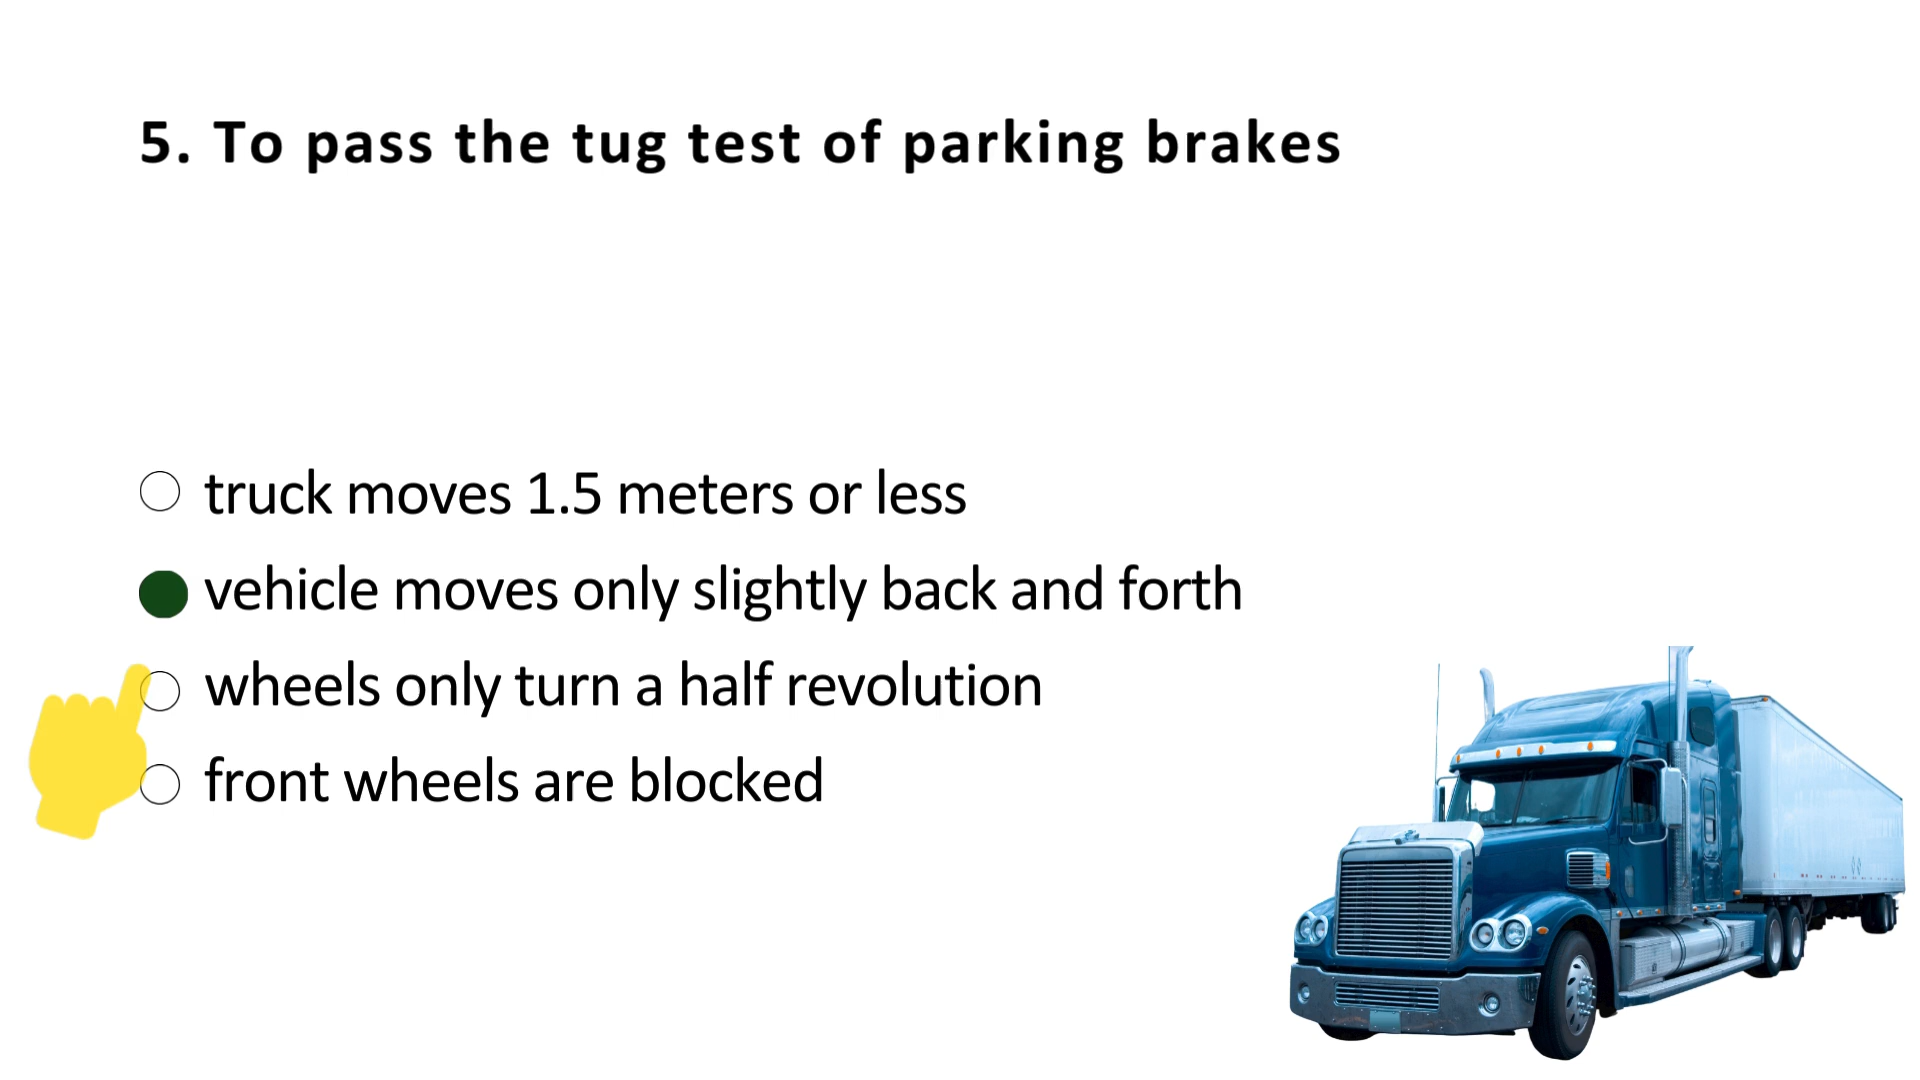 5. To pass the tug test of parking brakes
truck moves 1.5 meters or less
vehicle moves only slightly back and forth
wheels only turn a half revolution
front wheels are blocked